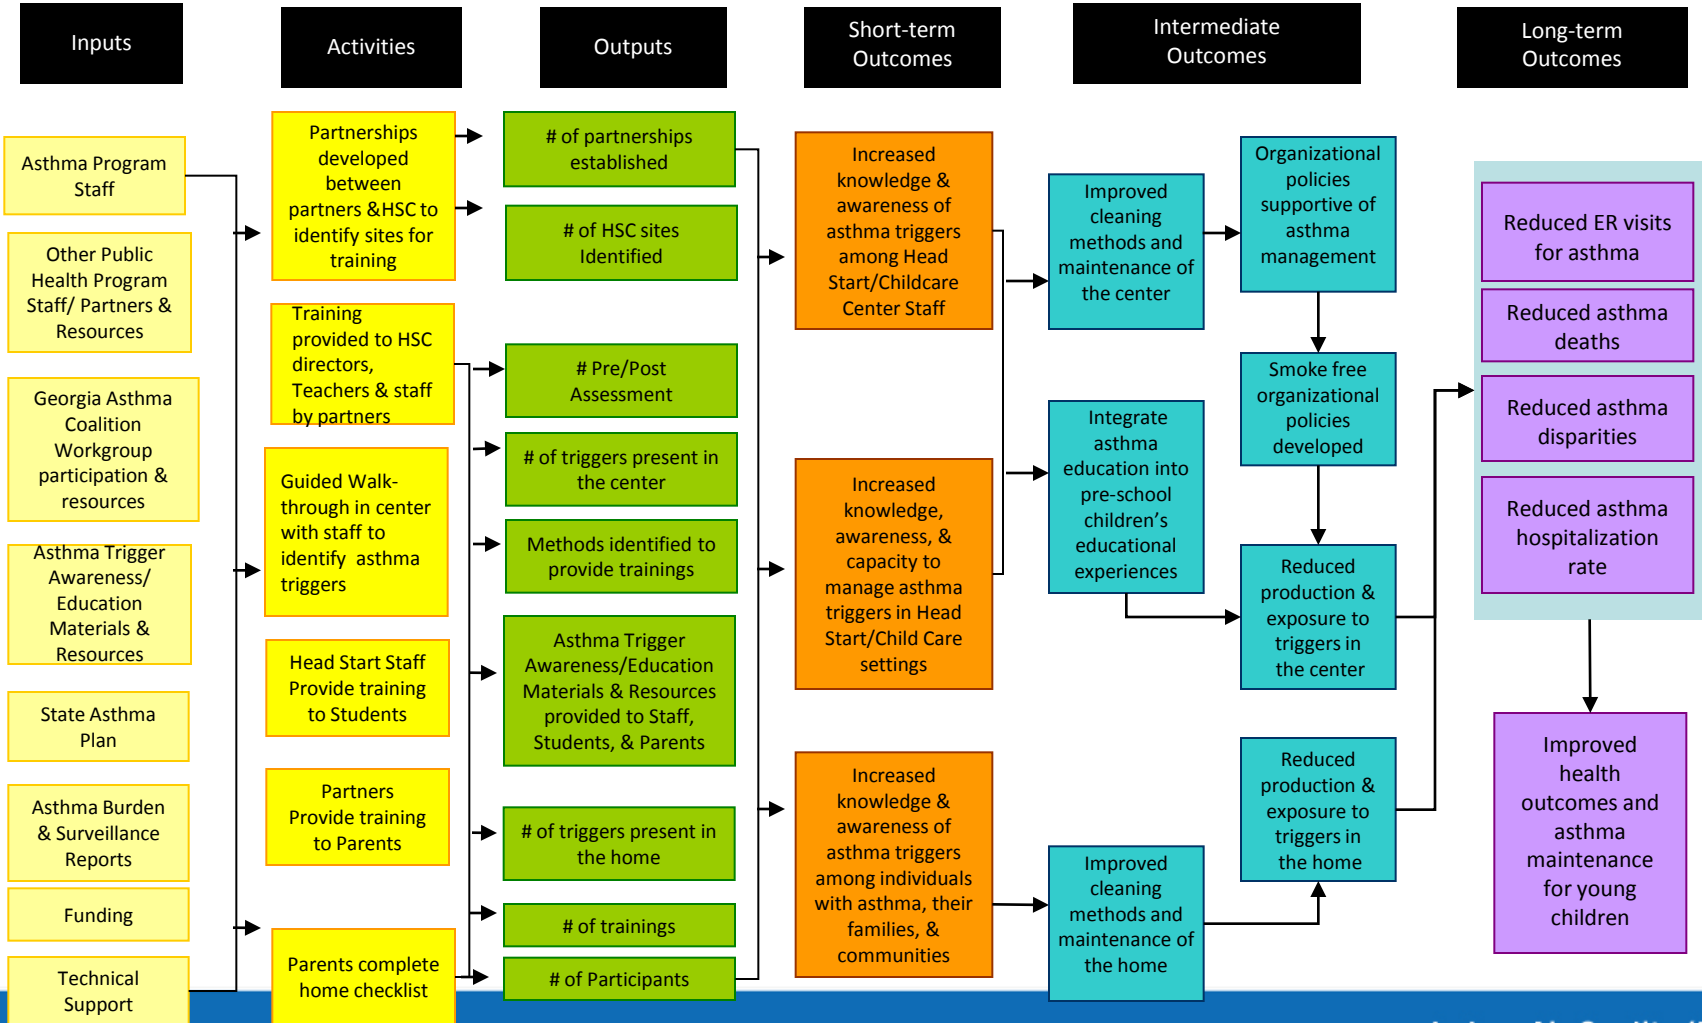 Inputs
Activities
Outputs
Short-term
Outcomes
Intermediate
Outcomes
Long-term
Outcomes
Asthma Program
Staff
Other Public
Health Program
Staff/ Partners &
Resources
Georgia Asthma
Coalition
Workgroup
participation &
resources
Asthma Trigger
Awareness/
Education
Materials &
Resources
State Asthma
Plan
Asthma Burden
& Surveillance
Reports
Funding
Technical
Support
Partnerships
developed
between
partners &HSC to
identify sites for
training
Training
provided to HSC
directors,
Teachers & staff
by partners
Guided Walk-
through in center
with staff to
identify asthma
triggers
Head Start Staff
Provide training
to Students
Partners
Provide training
to Parents
Parents complete
home checklist
# of partnerships
established
# of HSC sites
Identified
# Pre/Post
Assessment
# of triggers present in
the center
Methods identified to
provide trainings
Asthma Trigger
Awareness/Education
Materials & Resources
provided to Staff,
Students, & Parents
# of triggers present in
the home
# of trainings
# of Participants
Increased
knowledge &
awareness of
asthma triggers
among Head
Start/Childcare
Center Staff
Increased
knowledge,
awareness, &
capacity to
manage asthma
triggers in Head
Start/Child Care
settings
Increased
knowledge &
awareness of
asthma triggers
among individuals
with asthma, their
families, &
communities
Improved
cleaning
methods and
maintenance of
the center
Integrate
asthma
education into
pre-school
children’s
educational
experiences
Improved
cleaning
methods and
maintenance of
the home
Organizational
policies
supportive of
asthma
management
Smoke free
organizational
policies
developed
Reduced
production &
exposure to
triggers in
the center
Reduced
production &
exposure to
triggers in
the home
Reduced ER visits
for asthma
Reduced asthma
deaths
Reduced asthma
disparities
Reduced asthma
hospitalization
rate
Improved
health
outcomes and
asthma
maintenance
for young
children